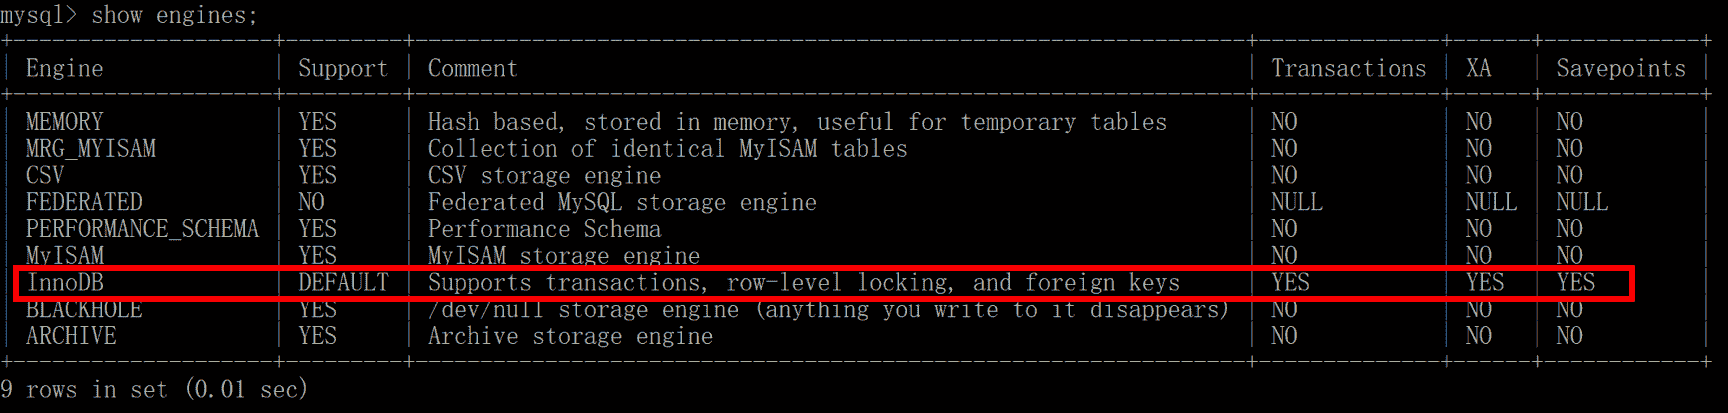 mysql> show engines;
+--------------------+---------+----------------------------------------------------------------+--------------+------+------------+
| Engine             | Support | Comment                                                        | Transactions | XA   | Savepoints |
+--------------------+---------+----------------------------------------------------------------+--------------+------+------------+
| MEMORY             | YES     | Hash based, stored in memory, useful for temporary tables      | NO           | NO   | NO         |
| MRG_MYISAM         | YES     | Collection of identical MyISAM tables                          | NO           | NO   | NO         |
| CSV                | YES     | CSV storage engine                                             | NO           | NO   | NO         |
| FEDERATED          | NO      | Federated MySQL storage engine                                 | NULL         | NULL | NULL       |
| PERFORMANCE_SCHEMA | YES     | Performance Schema                                             | NO           | NO   | NO         |
| MyISAM             | YES     | MyISAM storage engine                                          | NO           | NO   | NO         |
| InnoDB             | DEFAULT | Supports transactions, row-level locking, and foreign keys     | YES          | YES  | YES        |
| BLACKHOLE          | YES     | /dev/null storage engine (anything you write to it disappears) | NO           | NO   | NO         |
| ARCHIVE            | YES     | Archive storage engine                                         | NO           | NO   | NO         |
+--------------------+---------+----------------------------------------------------------------+--------------+------+------------+
9 rows in set (0.01 sec)